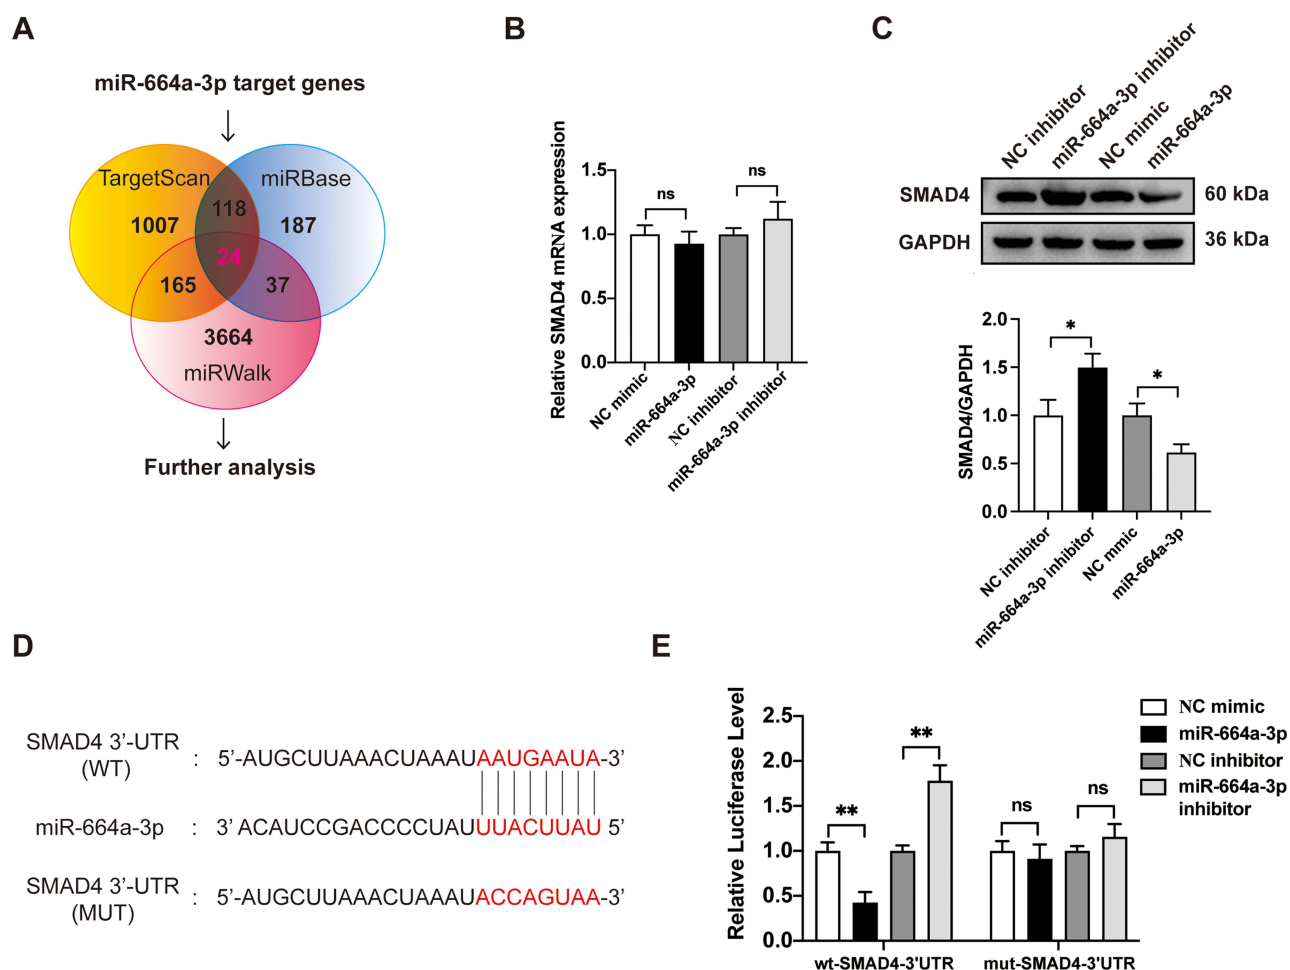 A
miR-664a-3p target genes
TargetScan
miRBase
118
1007
187
24
165
37
3664
miRWalk
Further analysis
B
Relative SMAD4 mRNA expression
1.5
1.0
0.5
0.0
ns
ns
NC mimic
miR-664a-3p
NC inhibitor
miR-664a-3p inhibitor
C
NC inhibitor
miR-664a-3p inhibitor
NC mimic
miR-664a-3p
SMAD4
60 kDa
GAPDH
36 kDa
SMAD4/GAPDH
2.0
1.5
1.0
0.5
0.0
*
*
NC inhibitor
miR-664a-3p inhibitor
NC mmic
miR-664a-3p
D
SMAD4 3'-UTR
(WT)
: 5'-AUGCUUAAACUAAAUAAUGAAUA-3'
miR-664a-3p : 3' ACAUCCGACCCCUAUUUACUUAU 5'
SMAD4 3'-UTR
(MUT)
: 5'-AUGCUUAAACUAAAUACCAGUAA-3'
E
Relative Luciferase Level
2.5
2.0
1.5
1.0
0.5
0.0
**
**
ns
ns
wt-SMAD4-3'UTR
mut-SMAD4-3'UTR
NC mimic
miR-664a-3p
NC inhibitor
miR-664a-3p
inhibitor